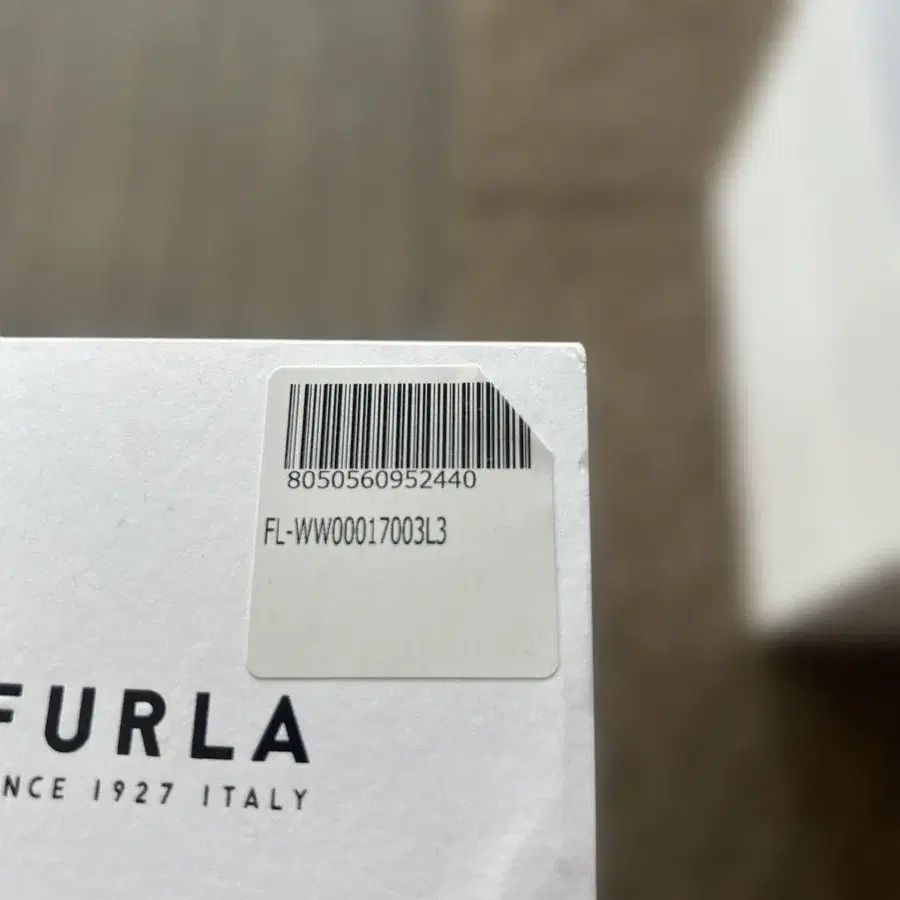 8050560952440
FL-WW00017003L3
FURLA
NCE 1927 ITALY